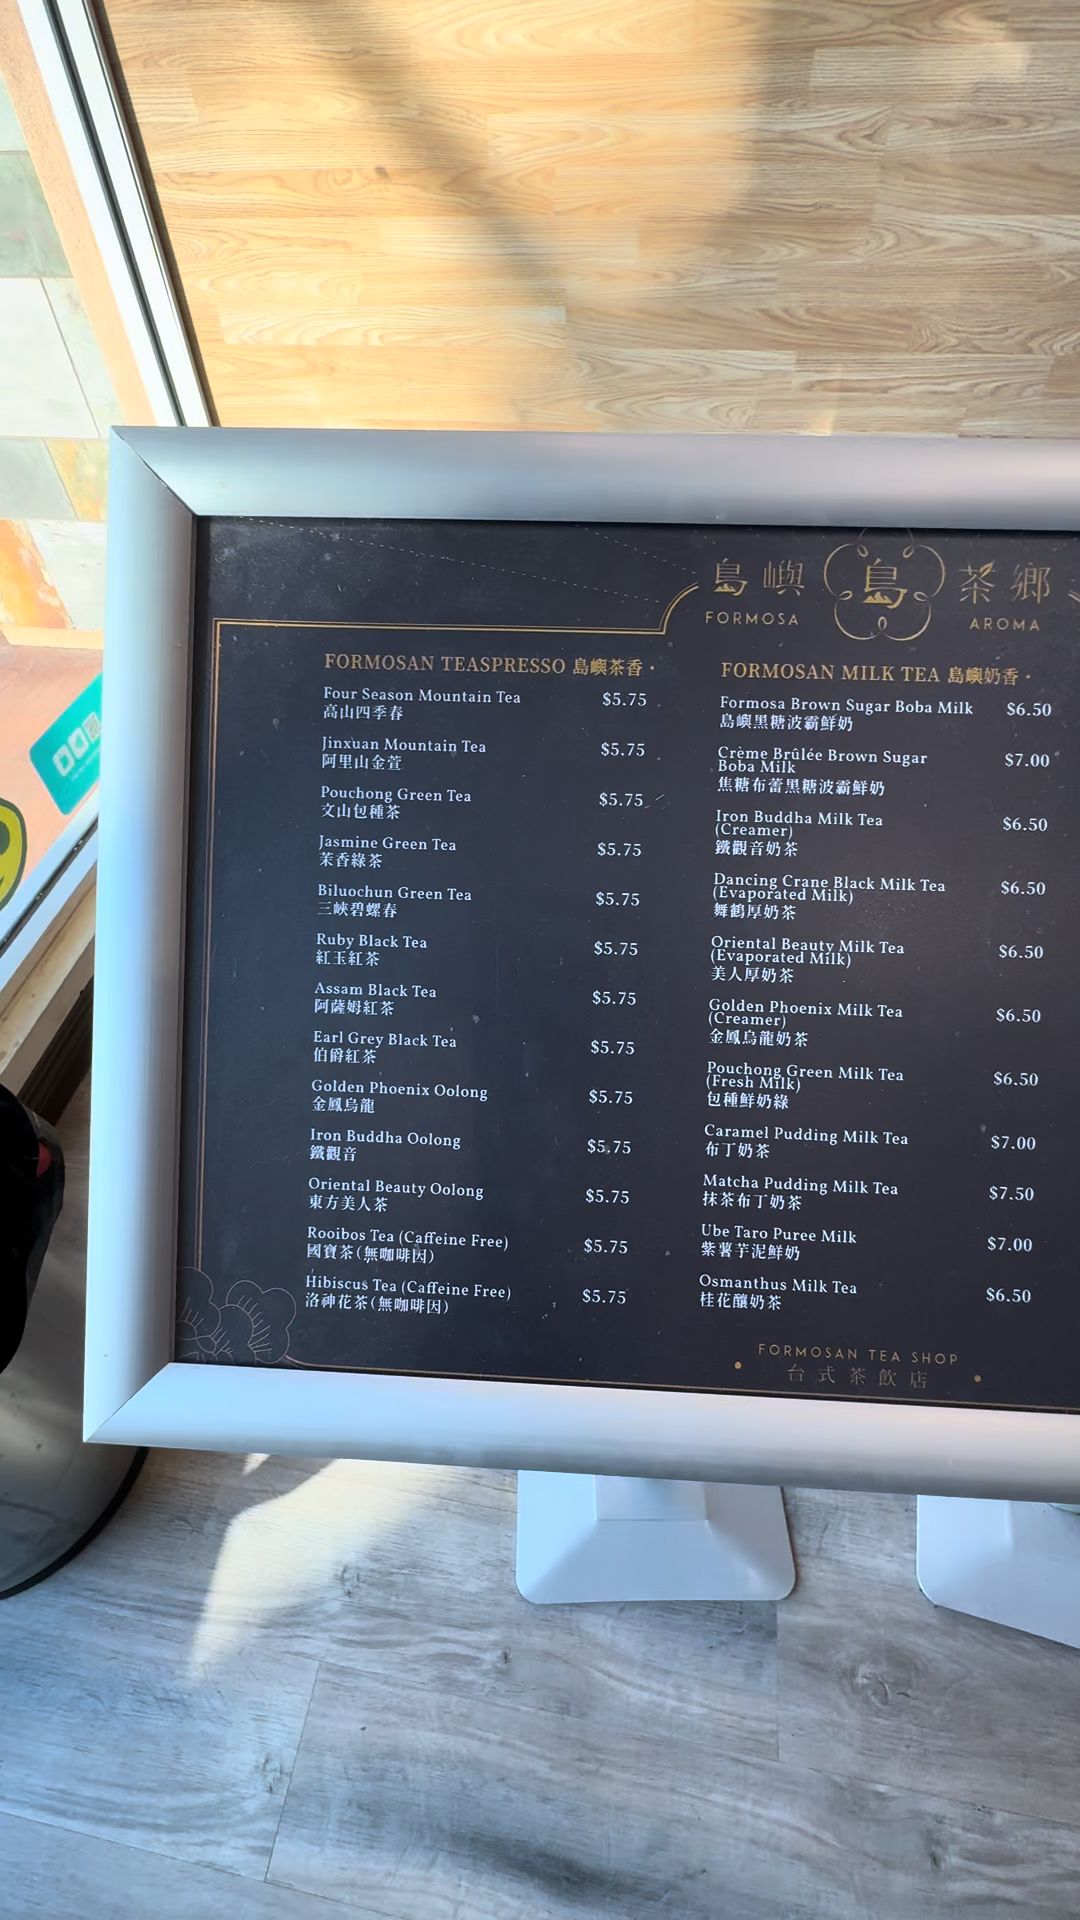 島嶼 島 茶鄉
FORMOSA AROMA
FORMOSAN TEASPRESSO 島嶼茶香・
Four Season Mountain Tea $5.75
高山四季春
Jinxuan Mountain Tea $5.75
阿里山金萱
Pouchong Green Tea $5.75
文山包種茶
Jasmine Green Tea $5.75
茉香綠茶
Biluochun Green Tea $5.75
三峽碧螺春
Ruby Black Tea $5.75
紅玉紅茶
Assam Black Tea $5.75
阿薩姆紅茶
Earl Grey Black Tea $5.75
伯爵紅茶
Golden Phoenix Oolong $5.75
金鳳烏龍
Iron Buddha Oolong $5.75
鐵觀音
Oriental Beauty Oolong $5.75
東方美人茶
Rooibos Tea (Caffeine Free) $5.75
國寶茶(無咖啡因)
Hibiscus Tea (Caffeine Free) $5.75
洛神花茶(無咖啡因)
FORMOSAN MILK TEA 島嶼奶香・
Formosa Brown Sugar Boba Milk $6.50
島嶼黑糖波霸鮮奶
Crème Brûlée Brown Sugar $7.00
Boba Milk
焦糖布蕾黑糖波霸鮮奶
Iron Buddha Milk Tea $6.50
(Creamer)
鐵觀音奶茶
Dancing Crane Black Milk Tea $6.50
(Evaporated Milk)
舞鶴厚奶茶
Oriental Beauty Milk Tea $6.50
(Evaporated Milk)
美人厚奶茶
Golden Phoenix Milk Tea $6.50
(Creamer)
金鳳烏龍奶茶
Pouchong Green Milk Tea $6.50
(Fresh Milk)
包種鮮奶綠
Caramel Pudding Milk Tea $7.00
布丁奶茶
Matcha Pudding Milk Tea $7.50
抹茶布丁奶茶
Ube Taro Puree Milk $7.00
紫薯芋泥鮮奶
Osmanthus Milk Tea $6.50
桂花釀奶茶
FORMOSAN TEA SHOP
台式茶飲店